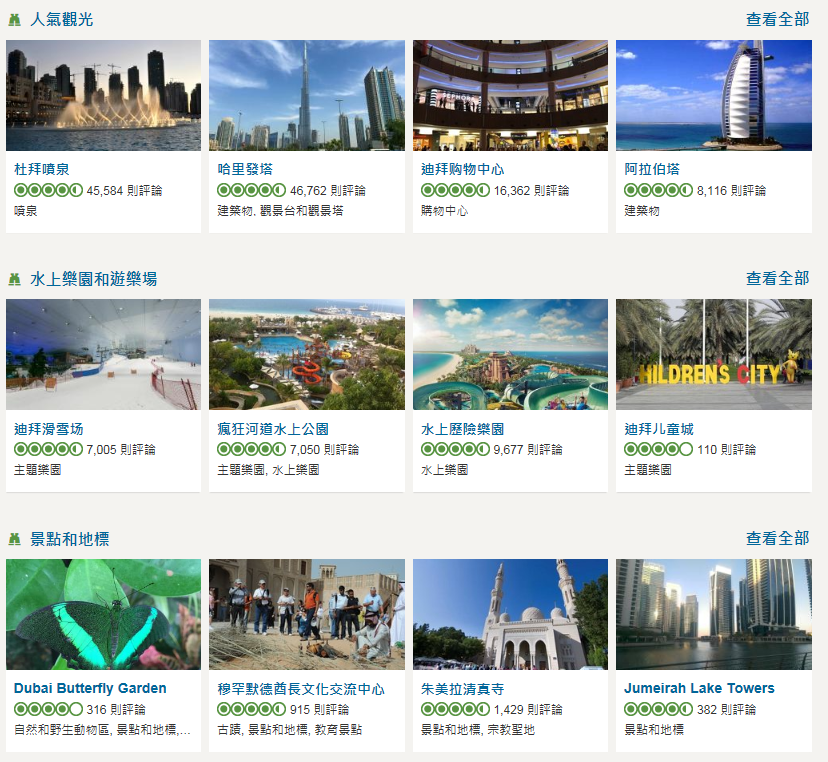 人氣觀光 查看全部
SEPHORA
杜拜噴泉 哈里發塔 迪拜购物中心 阿拉伯塔
45,584 則評論 46,762 則評論 16,362 則評論 8,116 則評論
噴泉 建築物, 觀景台和觀景塔 購物中心 建築物
水上樂園和遊樂場 查看全部
HILDREN'S CITY
迪拜滑雪场 瘋狂河道水上公園 水上歷險樂園 迪拜儿童城
7,005 則評論 7,050 則評論 9,677 則評論 110 則評論
主題樂園 主題樂園, 水上樂園 水上樂園 主題樂園
景點和地標 查看全部
Dubai Butterfly Garden 穆罕默德酋長文化交流中心 朱美拉清真寺 Jumeirah Lake Towers
316 則評論 915 則評論 1,429 則評論 382 則評論
自然和野生動物區, 景點和地標,... 古蹟, 景點和地標, 教育景點 景點和地標, 宗教聖地 景點和地標